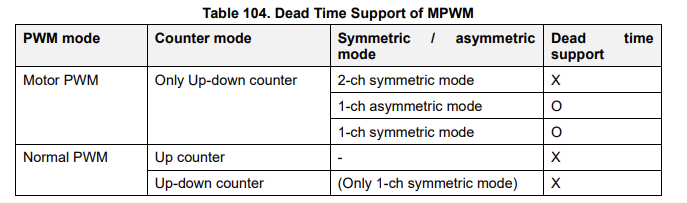 Table 104. Dead Time Support of MPWM
PWM mode Counter mode Symmetric / asymmetric mode Dead time support
Motor PWM Only Up-down counter 2-ch symmetric mode X
1-ch asymmetric mode O
1-ch symmetric mode O
Normal PWM Up counter - X
Up-down counter (Only 1-ch symmetric mode) X